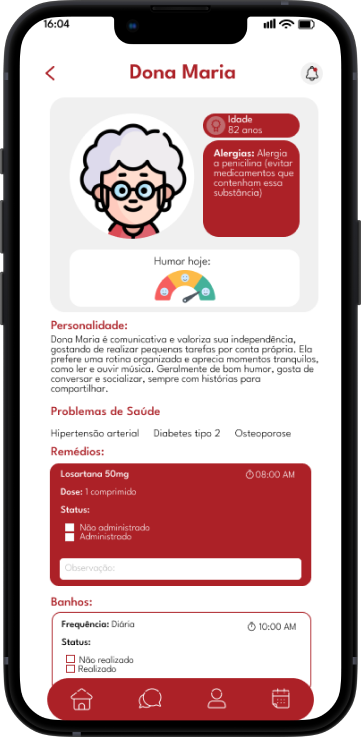 16:04
Dona Maria
Idade
82 anos
Alergias: Alergia
a penicilina (evitar
medicamentos que
contenham essa
substância)
Humor hoje:
Personalidade:
Dona Maria é comunicativa e valoriza sua independência,
gostando de realizar pequenas tarefas por conta própria. Ela
prefere uma rotina organizada e aprecia momentos tranquilos,
como ler e ouvir música. Geralmente de bom humor, gosta de
conversar e socializar, sempre com histórias para
compartilhar.
Problemas de Saúde
Hipertensão arterial Diabetes tipo 2 Osteoporose
Remédios:
Losartana 50mg 08:00 AM
Dose: 1 comprimido
Status:
Não administrado
Administrado
Observação:
Banhos:
Frequência: Diária 10:00 AM
Status:
Não realizado
Realizado